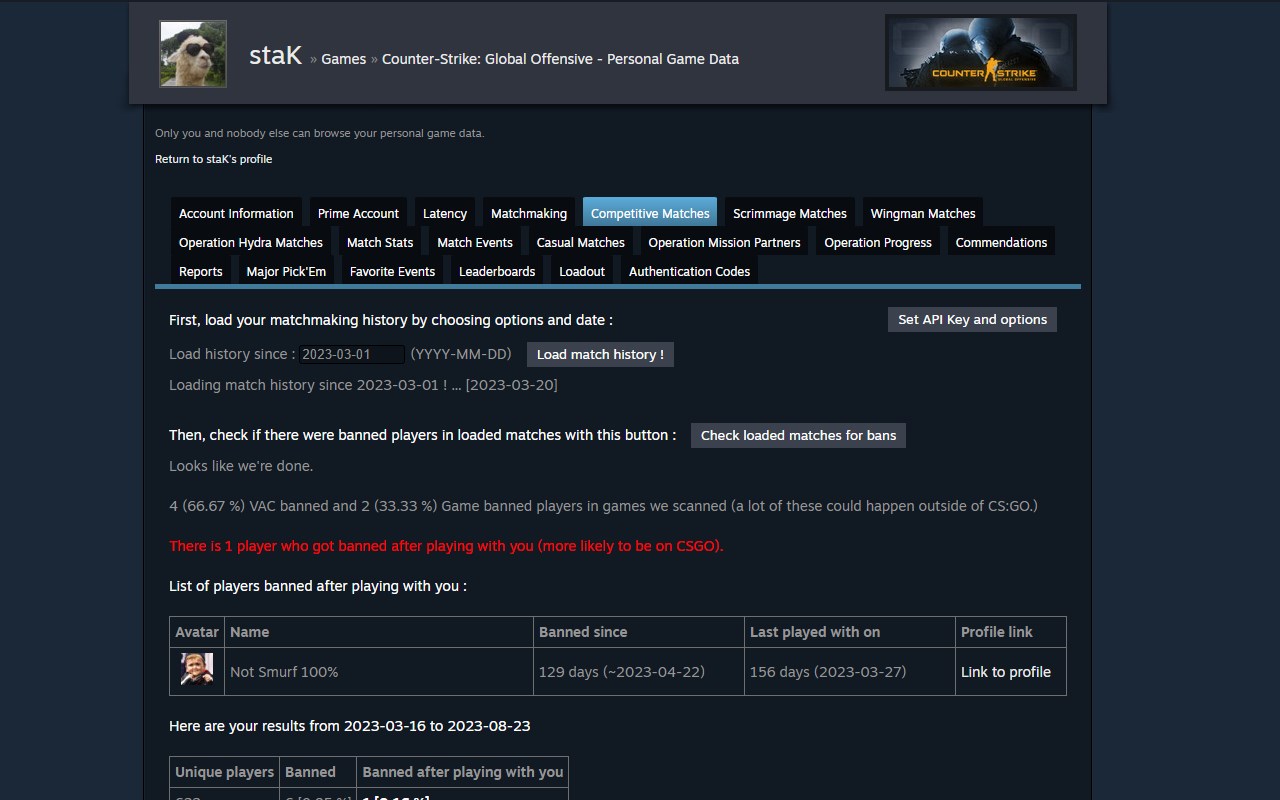 staK » Games » Counter-Strike: Global Offensive - Personal Game Data
COUNTER STRIKE
GLOBAL OFFENSIVE
Only you and nobody else can browse your personal game data.
Return to staK's profile
Account Information Prime Account Latency Matchmaking Competitive Matches Scrimmage Matches Wingman Matches
Operation Hydra Matches Match Stats Match Events Casual Matches Operation Mission Partners Operation Progress Commendations
Reports Major Pick'Em Favorite Events Leaderboards Loadout Authentication Codes
First, load your matchmaking history by choosing options and date : Set API Key and options
Load history since : 2023-03-01 (YYYY-MM-DD) Load match history !
Loading match history since 2023-03-01 ! ... [2023-03-20]
Then, check if there were banned players in loaded matches with this button : Check loaded matches for bans
Looks like we're done.
4 (66.67 %) VAC banned and 2 (33.33 %) Game banned players in games we scanned (a lot of these could happen outside of CS:GO.)
There is 1 player who got banned after playing with you (more likely to be on CSGO).
List of players banned after playing with you :
Avatar Name Banned since Last played with on Profile link
Not Smurf 100% 129 days (~2023-04-22) 156 days (2023-03-27) Link to profile
Here are your results from 2023-03-16 to 2023-08-23
Unique players Banned Banned after playing with you